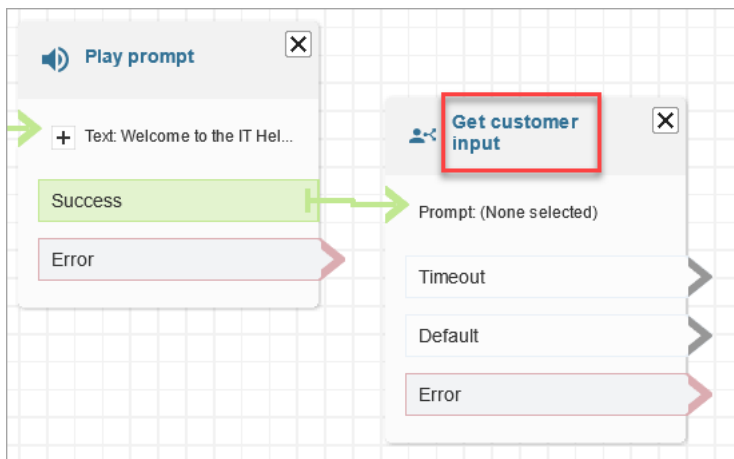 Play prompt
Text: Welcome to the IT Hel...
Success
Error
Get customer
input
Prompt: (None selected)
Timeout
Default
Error